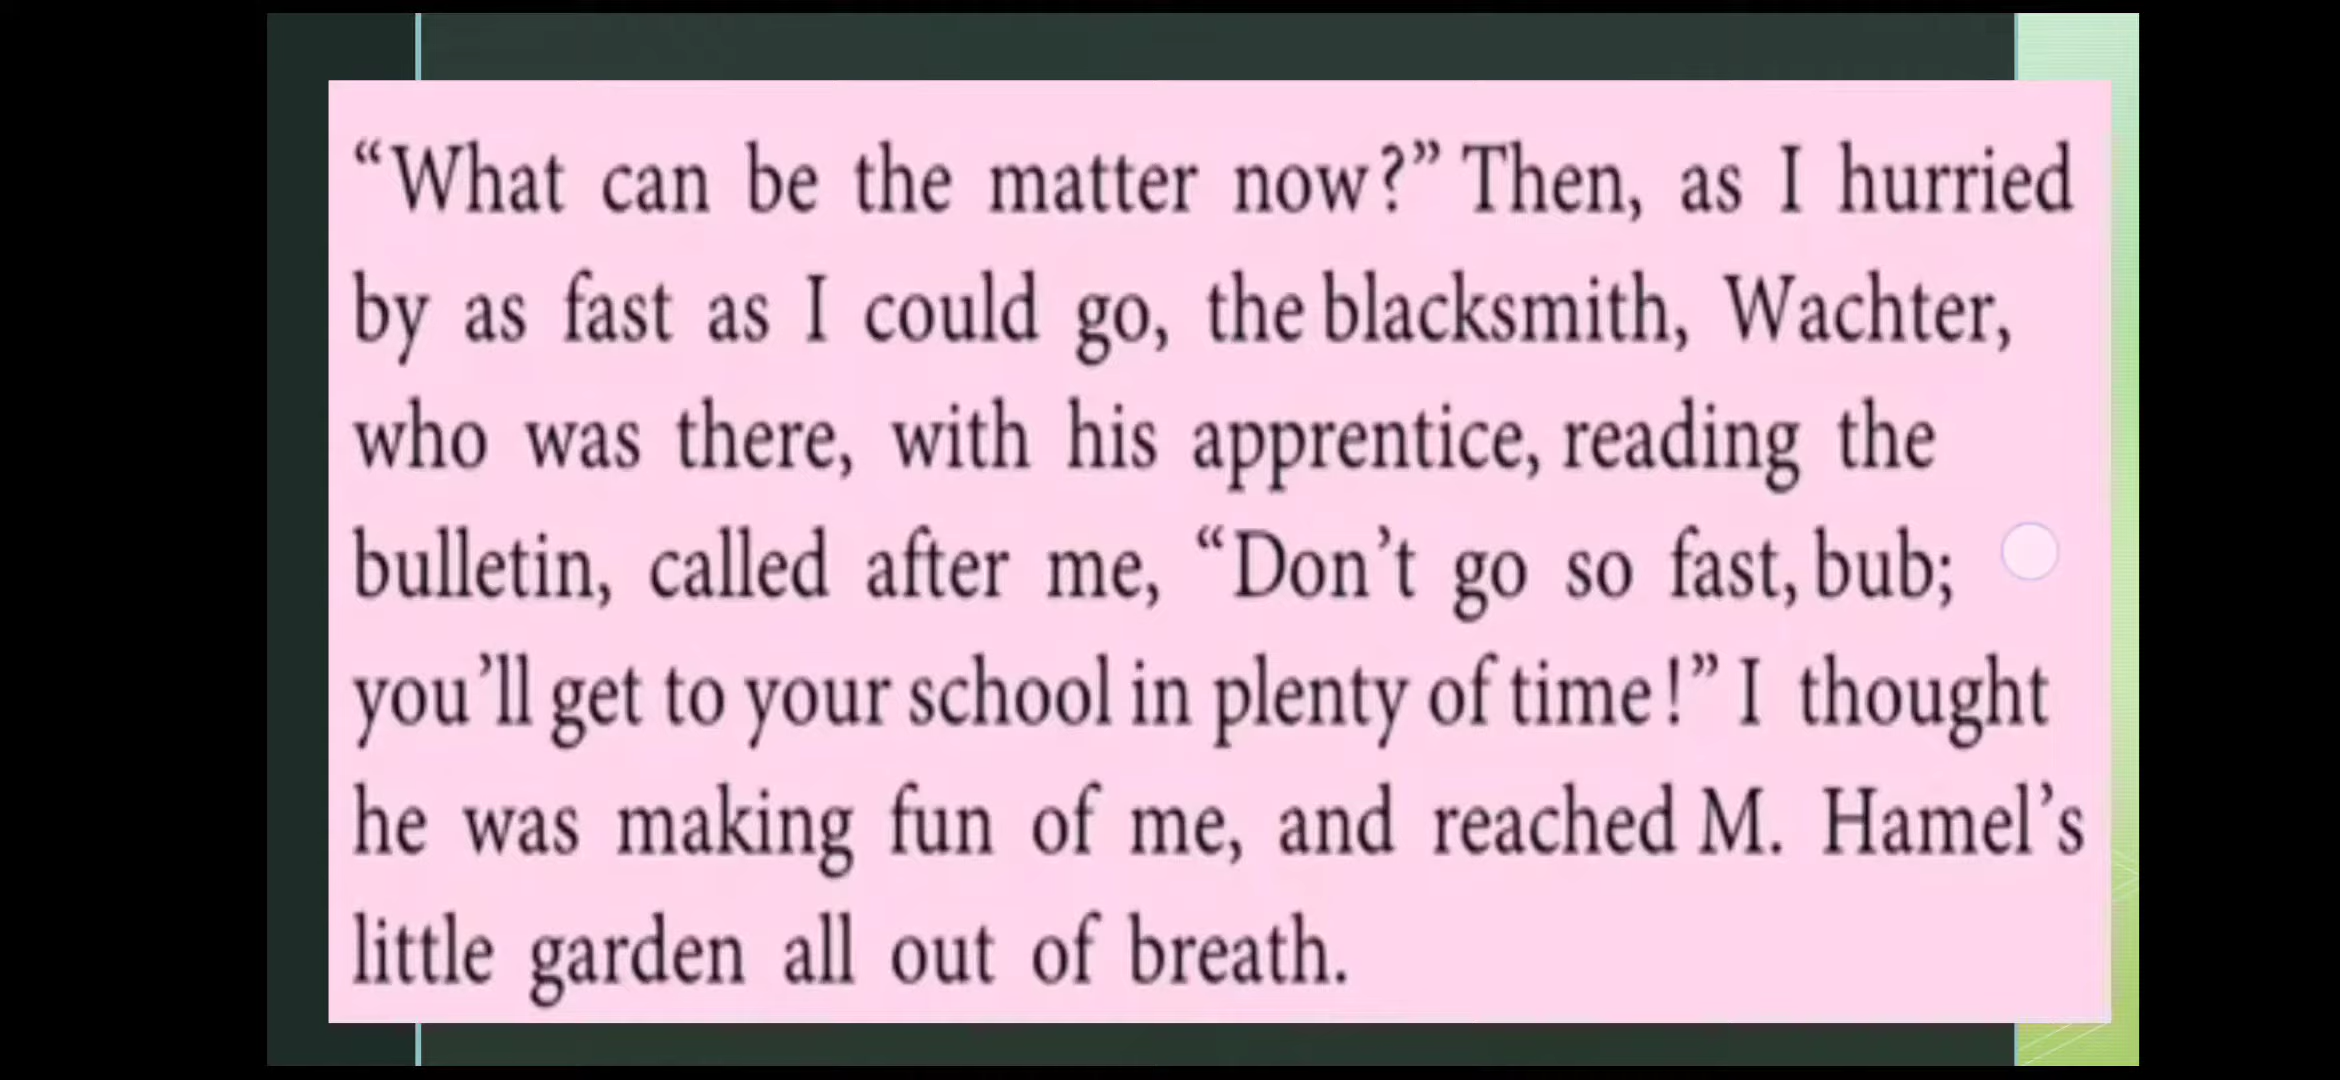 “What can be the matter now?” Then, as I hurried
by as fast as I could go, the blacksmith, Wachter,
who was there, with his apprentice, reading the
bulletin, called after me, “Don’t go so fast, bub;
you’ll get to your school in plenty of time!” I thought
he was making fun of me, and reached M. Hamel’s
little garden all out of breath.